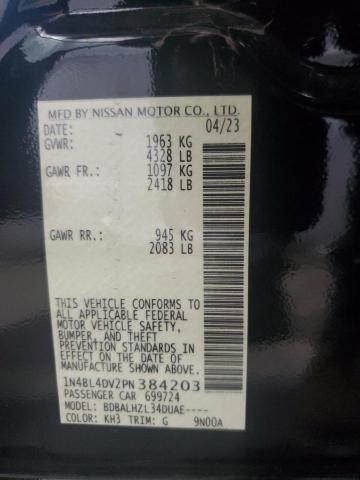 MFD BY NISSAN MOTOR CO., LTD.
DATE: 04/23
GVWR: 1963 KG
4328 LB
GAWR FR: 1097 KG
2418 LB
GAWR RR.: 945 KG
2083 LB
THIS VEHICLE CONFORMS TO
ALL APPLICABLE FEDERAL
MOTOR VEHICLE SAFETY,
BUMPER, AND THEFT
PREVENTION STANDARDS IN
EFFECT ON THE DATE OF
MANUFACTURE SHOWN ABOVE.
1N4BL4DV2PN384203
PASSENGER CAR 699724
MODEL: BDBALHZL34DUAE----
COLOR: KH3 TRIM: G 9N00A